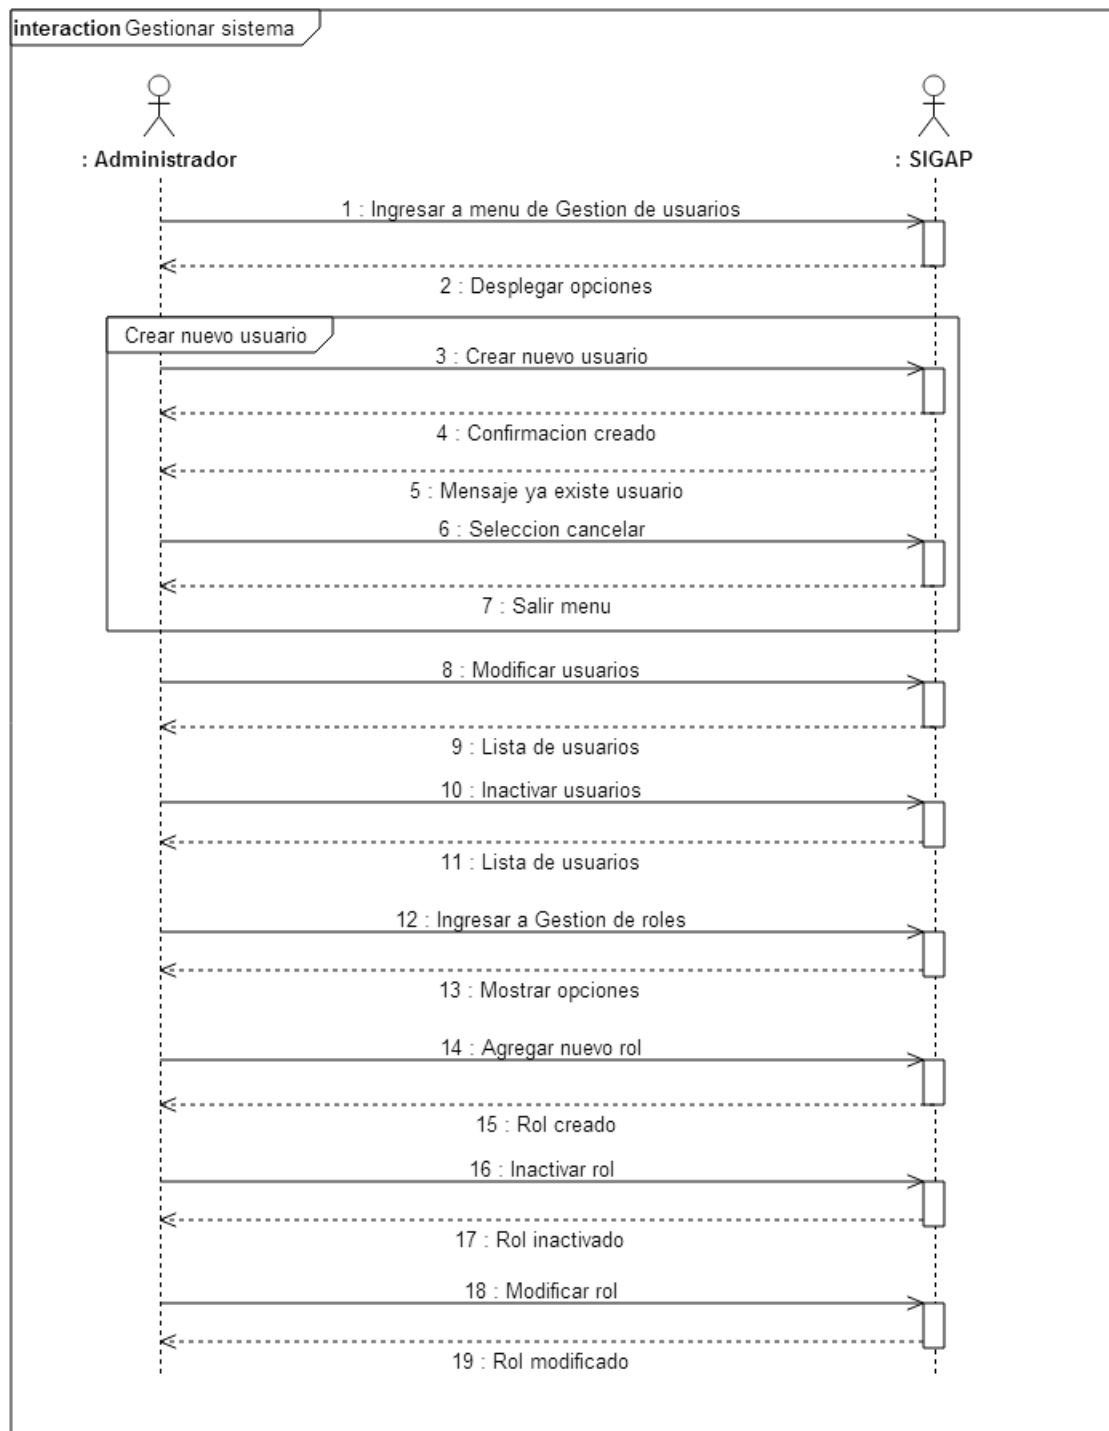 interaction Gestionar sistema
: Administrador
: SIGAP
1 : Ingresar a menu de Gestion de usuarios
2 : Desplegar opciones
Crear nuevo usuario
3 : Crear nuevo usuario
4 : Confirmacion creado
5 : Mensaje ya existe usuario
6 : Seleccion cancelar
7 : Salir menu
8 : Modificar usuarios
9 : Lista de usuarios
10 : Inactivar usuarios
11 : Lista de usuarios
12 : Ingresar a Gestion de roles
13 : Mostrar opciones
14 : Agregar nuevo rol
15 : Rol creado
16 : Inactivar rol
17 : Rol inactivado
18 : Modificar rol
19 : Rol modificado